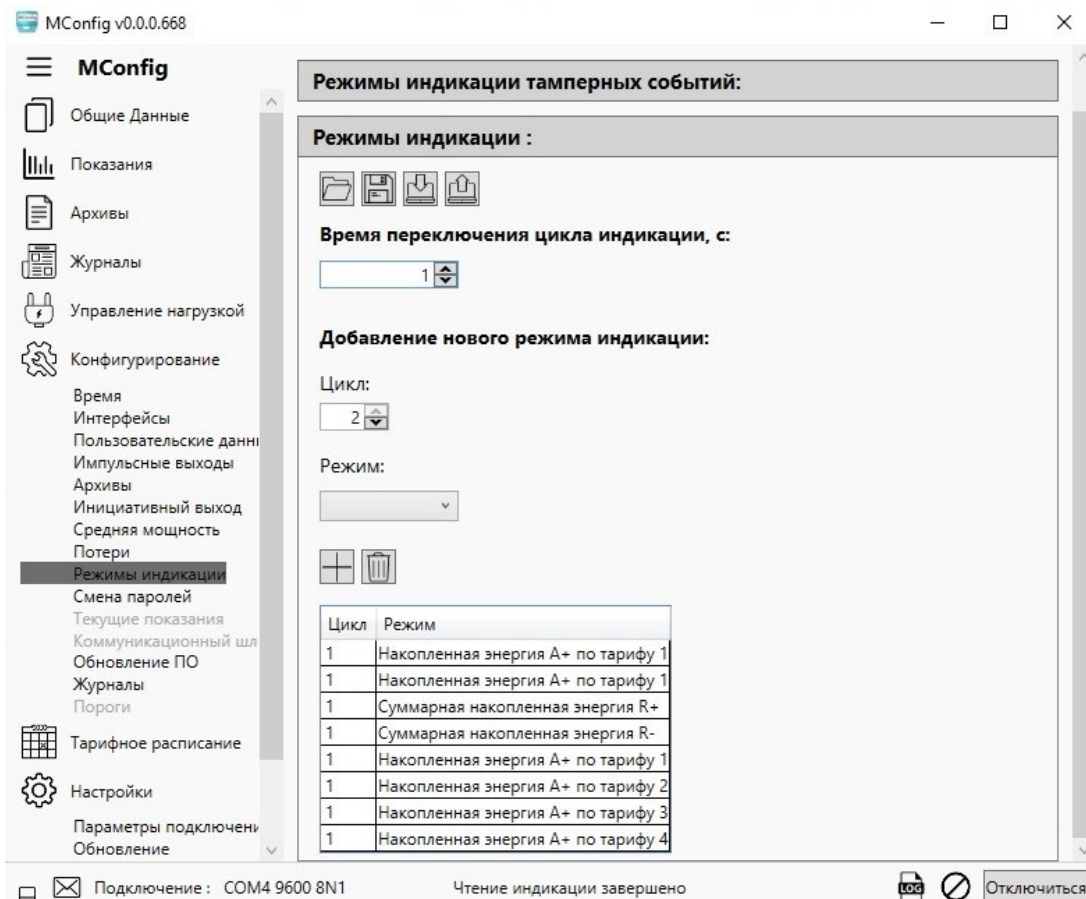 MConfig v0.0.0.668
MConfig
Общие Данные
Показания
Архивы
Журналы
Управление нагрузкой
Конфигурирование
Время
Интерфейсы
Пользовательские данн
Импульсные выходы
Архивы
Инициативный выход
Средняя мощность
Потери
Режимы индикации
Смена паролей
Текущие показания
Коммуникационный шл
Обновление ПО
Журналы
Пороги
Тарифное расписание
Настройки
Параметры подключени
Обновление
Режимы индикации тамперных событий:
Режимы индикации :
Время переключения цикла индикации, с:
1
Добавление нового режима индикации:
Цикл:
2
Режим:
Цикл Режим
1 Накопленная энергия A+ по тарифу 1
1 Накопленная энергия A+ по тарифу 1
1 Суммарная накопленная энергия R+
1 Суммарная накопленная энергия R-
1 Накопленная энергия A+ по тарифу 1
1 Накопленная энергия A+ по тарифу 2
1 Накопленная энергия A+ по тарифу 3
1 Накопленная энергия A+ по тарифу 4
Подключение : COM4 9600 8N1 Чтение индикации завершено LOG Отключиться